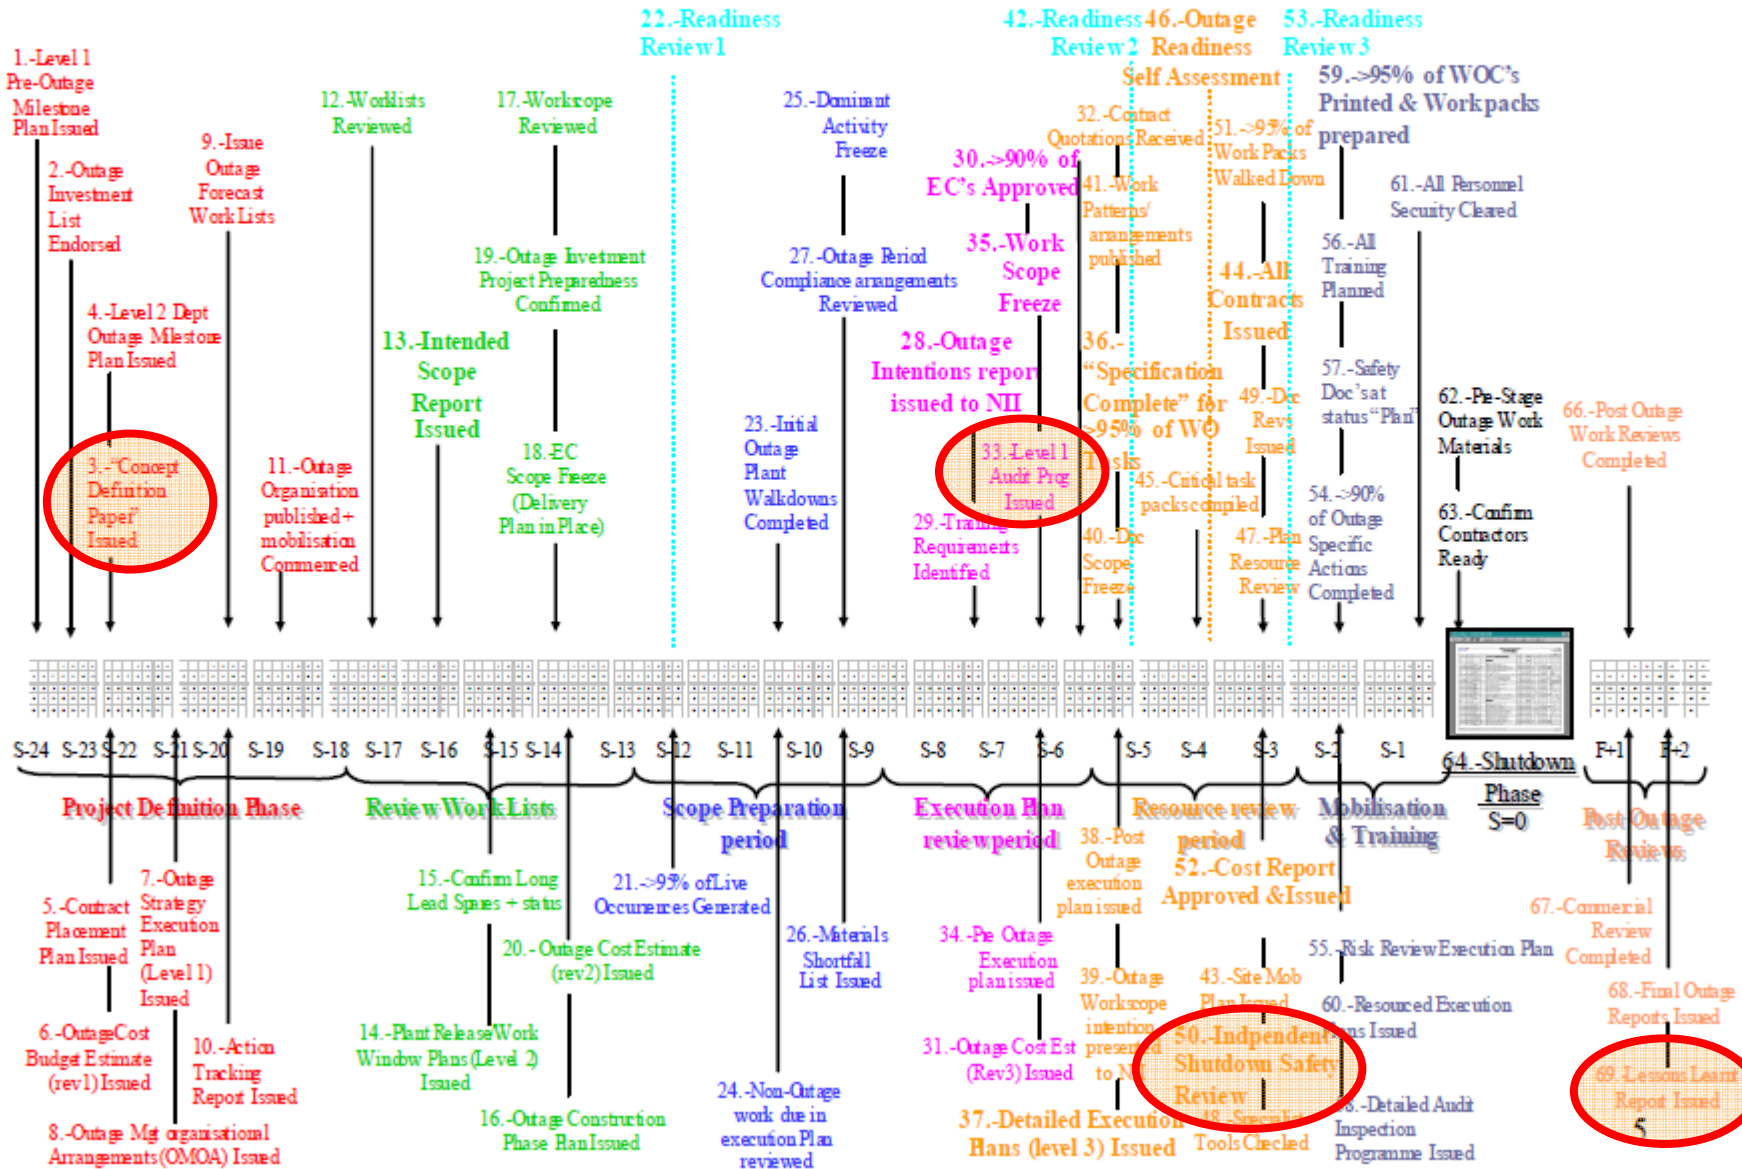 1.-Level 1
Pre-Outage
Milestone
Plan Issued
2.-Outage
Investment
List
Endorsed
4.-Level 2 Dept
Outage Milestone
Plan Issued
3.-"Concept
Definition
Paper"
Issued
9.-Issue
Outage
Forecast
Work Lists
11.-Outage
Organisation
published +
mobilisation
Commenced
12.-Worklists
Reviewed
13.-Intended
Scope
Report
Issued
17.-Workscope
Reviewed
19.-Outage Investment
Project Preparedness
Confirmed
18.-EC
Scope Freeze
(Delivery
Plan in Place)
22.-Readiness
Review 1
23.-Initial
Outage
Plant
Walkdowns
Completed
25.-Dominant
Activity
Freeze
27.-Outage Period
Compliance arrangements
Reviewed
30.->90% of
EC's Approved
35.-Work
Scope
Freeze
28.-Outage
Intentions report
issued to NII
33.-Level 1
Audit Prog
Issued
29.-Training
Requirements
Identified
42.-Readiness
Review 2
32.-Contract
Quotations Received
41.-Work
Patterns/
arrangements
published
36.-
"Specification
Complete" for
>95% of WO
Tasks
45.-Critical task
packs compiled
40.-Doc
Scope
Freeze
46.-Outage
Readiness
Self Assessment
51.->95% of
Work Packs
Walked Down
44.-All
Contracts
Issued
49.-Doc
Revs
Issued
47.-Plan
Resource
Review
53.-Readiness
Review 3
59.->95% of WOC's
Printed & Workpacks
prepared
56.-All
Training
Planned
57.-Safety
Doc's at
status "Plan"
54.->90%
of Outage
Specific
Actions
Completed
61.-All Personnel
Security Cleared
62.-Pre-Stage
Outage Work
Materials
63.-Confirm
Contractors
Ready
66.-Post Outage
Work Reviews
Completed
S-24 S-23 S-22 S-21 S-20 S-19 S-18 S-17 S-16 S-15 S-14 S-13 S-12 S-11 S-10 S-9 S-8 S-7 S-6 S-5 S-4 S-3 S-2 S-1
64.-Shutdown
Phase
S=0
F+1 F+2
Project Definition Phase
Review Work Lists
Scope Preparation
period
Execution Plan
review period
Resource review
period
Mobilisation
& Training
Post Outage
Reviews
5.-Contract
Placement
Plan Issued
6.-Outage Cost
Budget Estimate
(rev1) Issued
7.-Outage
Strategy
Execution
Plan
(Level 1)
Issued
8.-Outage Mgt organisational
Arrangements (OMOA) Issued
10.-Action
Tracking
Report Issued
15.-Confirm Long
Lead Spares + status
14.-Plant Release Work
Window Plans (Level 2)
Issued
20.- Outage Cost Estimate
(rev2) Issued
16.-Outage Construction
Phase Plan Issued
21.->95% of Live
Occurrences Generated
24.-Non-Outage
work due in
execution Plan
reviewed
26.-Materials
Shortfall
List Issued
34.-Pre Outage
Execution
plan issued
31.-Outage Cost Est
(Rev3) Issued
38.-Post
Outage
execution
plan issued
39.-Outage
Workscope
intention
presented
to
37.-Detailed Execution
Plans (level 3) Issued
52.-Cost Report
Approved & Issued
43.-Site Mob
Plan Issued
50.-Indpendent
Shutdown Safety
Review
48.-Specialist
Tools Checked
55.-Risk Review Execution Plan
60.-Resourced Execution
Plans Issued
58.-Detailed Audit
Inspection
Programme Issued
67.-Commercial
Review
Completed
68.-Final Outage
Reports Issued
69.-Lessons Learnt
Report Issued
5